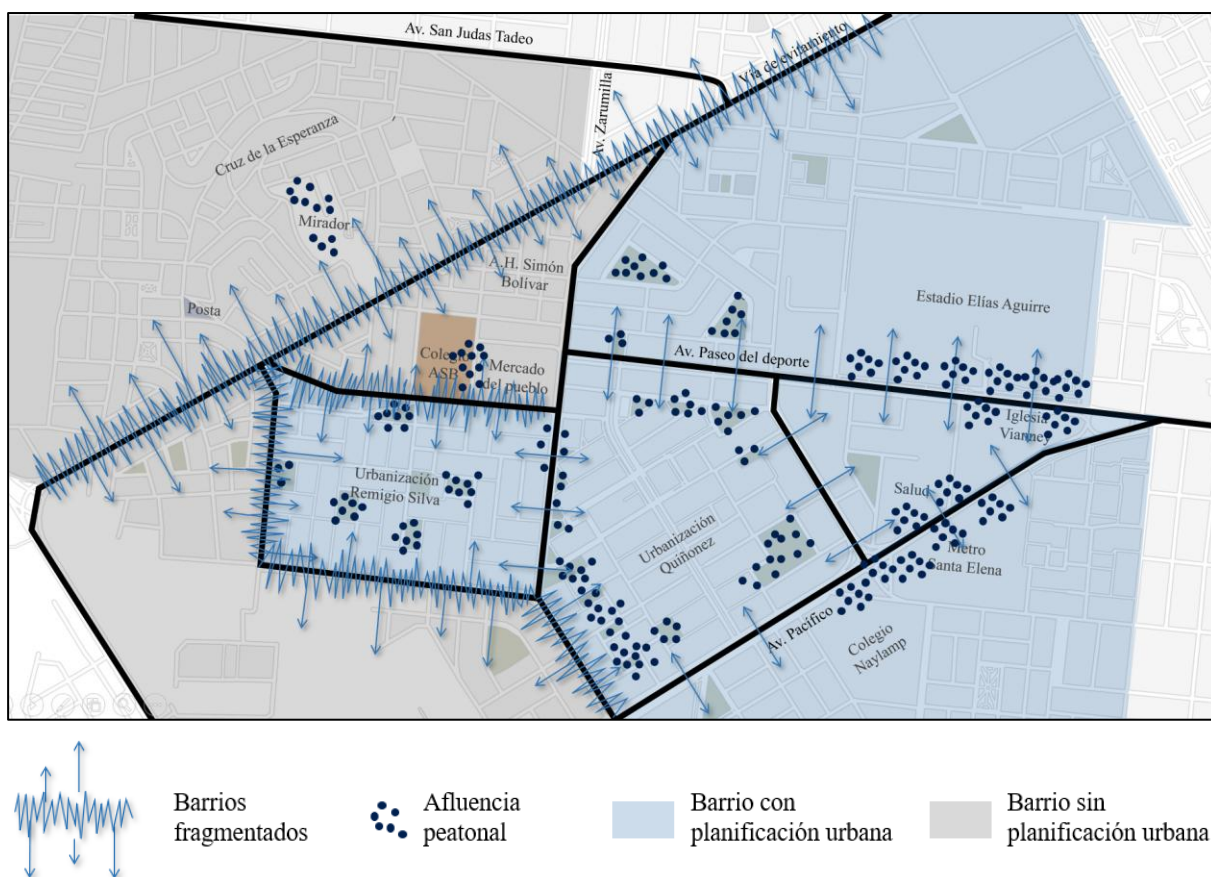 Av. San Judas Tadeo
Vía de evitamiento
Av. Zarumilla
Cruz de la Esperanza
Mirador
A.H. Simón
Bolívar
Estadio Elías Aguirre
Posta
Av. Paseo del deporte
Colegio
ASB
Mercado
del pueblo
Iglesia
Vianney
Urbanización
Remigio Silva
Salud
Urbanización
Quiñonez
Metro
Santa Elena
Av. Pacífico
Colegio
Naylamp
Barrios
fragmentados
Afluencia
peatonal
Barrio con
planificación urbana
Barrio sin
planificación urbana